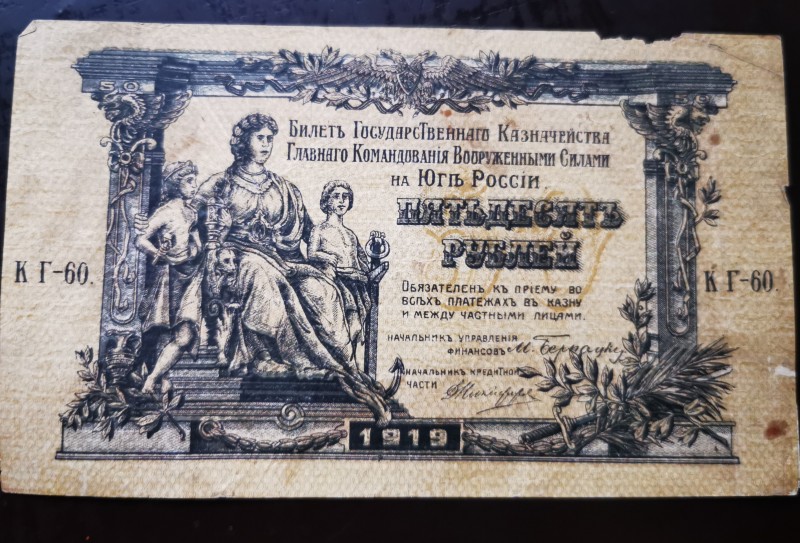 50
Билетъ Государственнаго Казначейства
Главнаго Командованія Вооруженными Силами
на Югѣ Россіи.
ПЯТЬДЕСЯТЪ
РУБЛЕЙ
К Г-60.
К Г-60.
Обязателенъ къ пріему во
всѣхъ платежахъ въ казну
и между частными лицами.
Начальникъ управленія
финансовъ
Начальникъ кредитной
части
1919